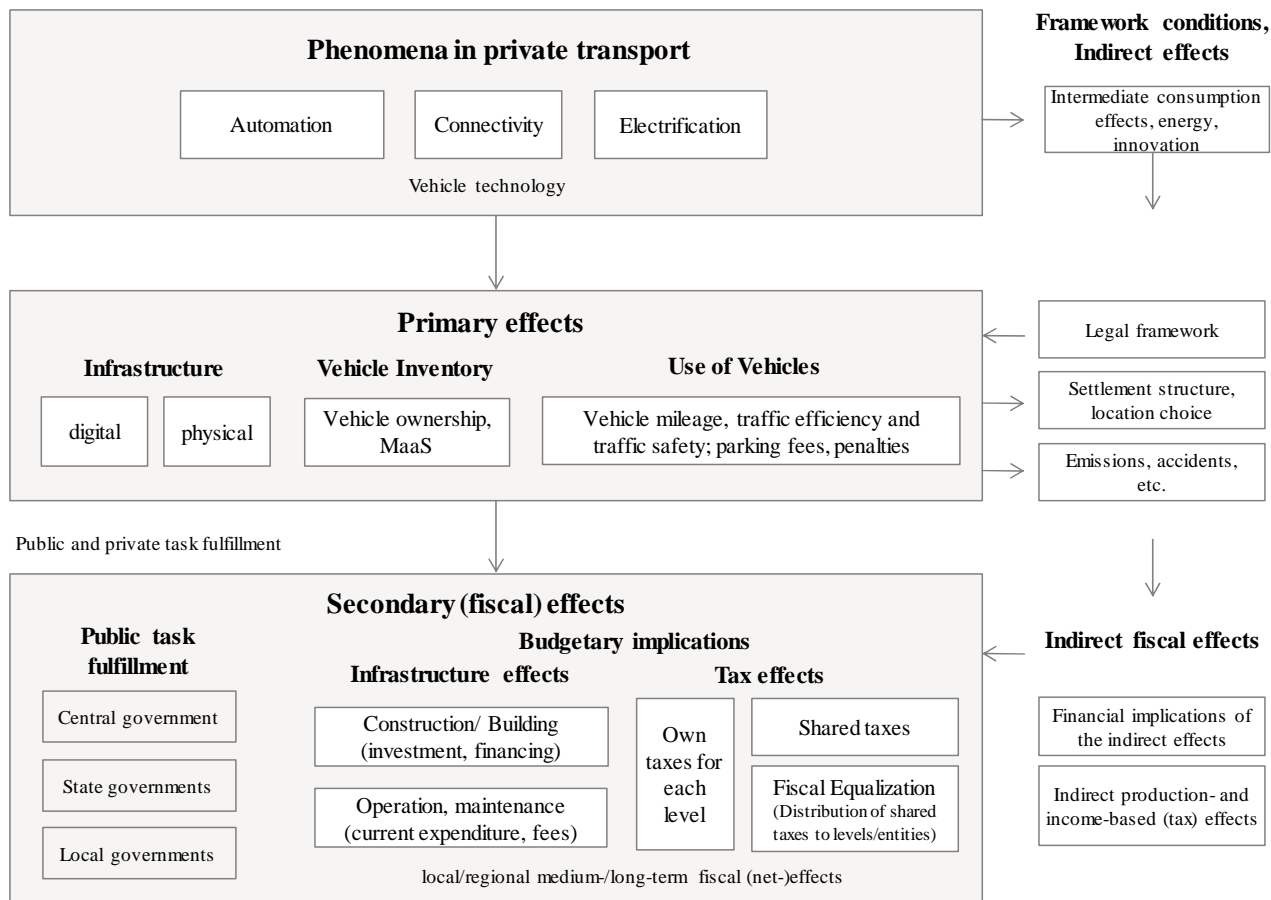 Phenomena in private transport
Automation
Connectivity
Electrification
Vehicle technology
Framework conditions,
Indirect effects
Intermediate consumption
effects, energy,
innovation
Primary effects
Infrastructure
digital
physical
Vehicle Inventory
Vehicle ownership,
MaaS
Use of Vehicles
Vehicle mileage, traffic efficiency and
traffic safety; parking fees, penalties
Legal framework
Settlement structure,
location choice
Emissions, accidents,
etc.
Public and private task fulfillment
Secondary (fiscal) effects
Public task
fulfillment
Central government
State governments
Local governments
Budgetary implications
Infrastructure effects
Construction/ Building
(investment, financing)
Operation, maintenance
(current expenditure, fees)
Tax effects
Own
taxes for
each
level
Shared taxes
Fiscal Equalization
(Distribution of shared
taxes to levels/entities)
local/regional medium-/long-term fiscal (net-)effects
Indirect fiscal effects
Financial implications of
the indirect effects
Indirect production- and
income-based (tax) effects